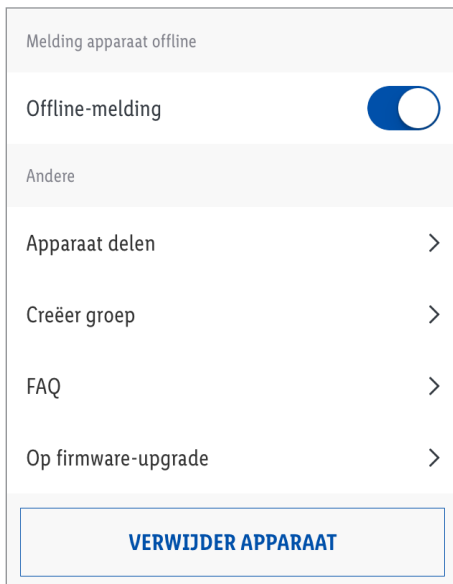 Melding apparaat offline
Offline-melding
Andere
Apparaat delen
Creëer groep
FAQ
Op firmware-upgrade
VERWIJDER APPARAAT